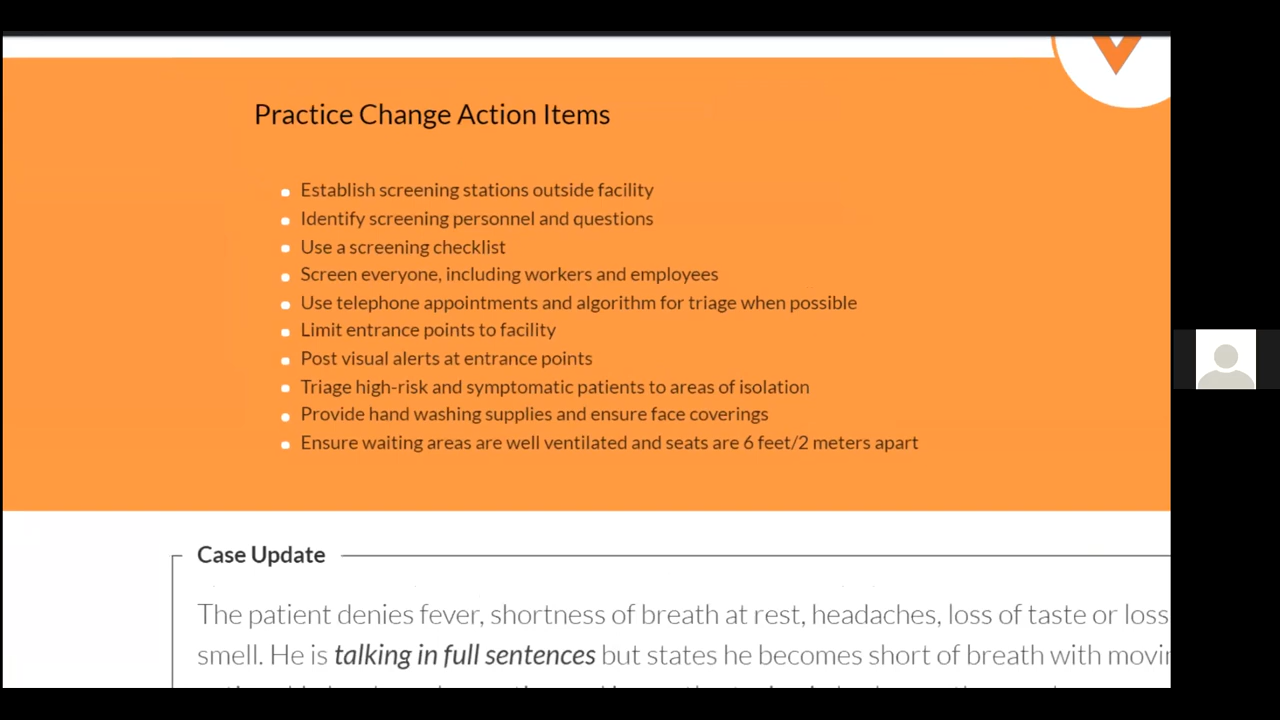 Practice Change Action Items
Establish screening stations outside facility
Identify screening personnel and questions
Use a screening checklist
Screen everyone, including workers and employees
Use telephone appointments and algorithm for triage when possible
Limit entrance points to facility
Post visual alerts at entrance points
Triage high-risk and symptomatic patients to areas of isolation
Provide hand washing supplies and ensure face coverings
Ensure waiting areas are well ventilated and seats are 6 feet/2 meters apart
Case Update
The patient denies fever, shortness of breath at rest, headaches, loss of taste or loss
smell. He is talking in full sentences but states he becomes short of breath with